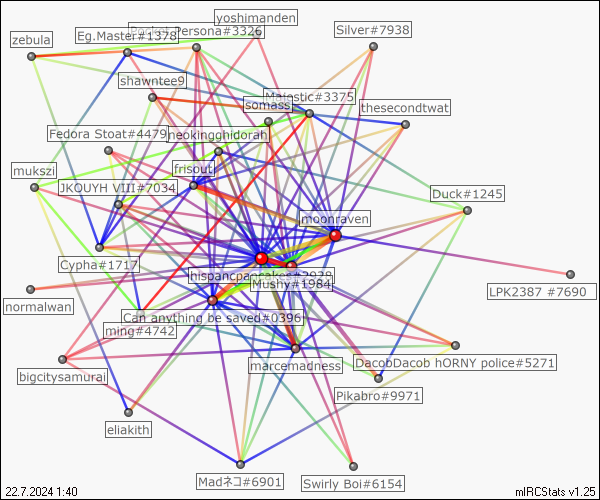 yoshimanden
Pocket Persona#3326
Silver#7938
Eg.Master#1378
zebula
shawntee9
Majestic#3375
somass
thesecondtwat
Fedora Stoat#4479
neokingghidorah
frisout
mukszi
JKOUYH VIII#7034
Duck#1245
moonraven
Cypha#1717
hispancpancakes#2938
Mushy#1984
LPK2387 #7690
normalwan
Can anything be saved#0396
ming#4742
marcemadness
DacobDacob hORNY police#5271
bigcitysamurai
Pikabro#9971
eliakith
Madネコ#6901
Swirly Boi#6154
22.7.2024 1:40
mIRCStats v1.25